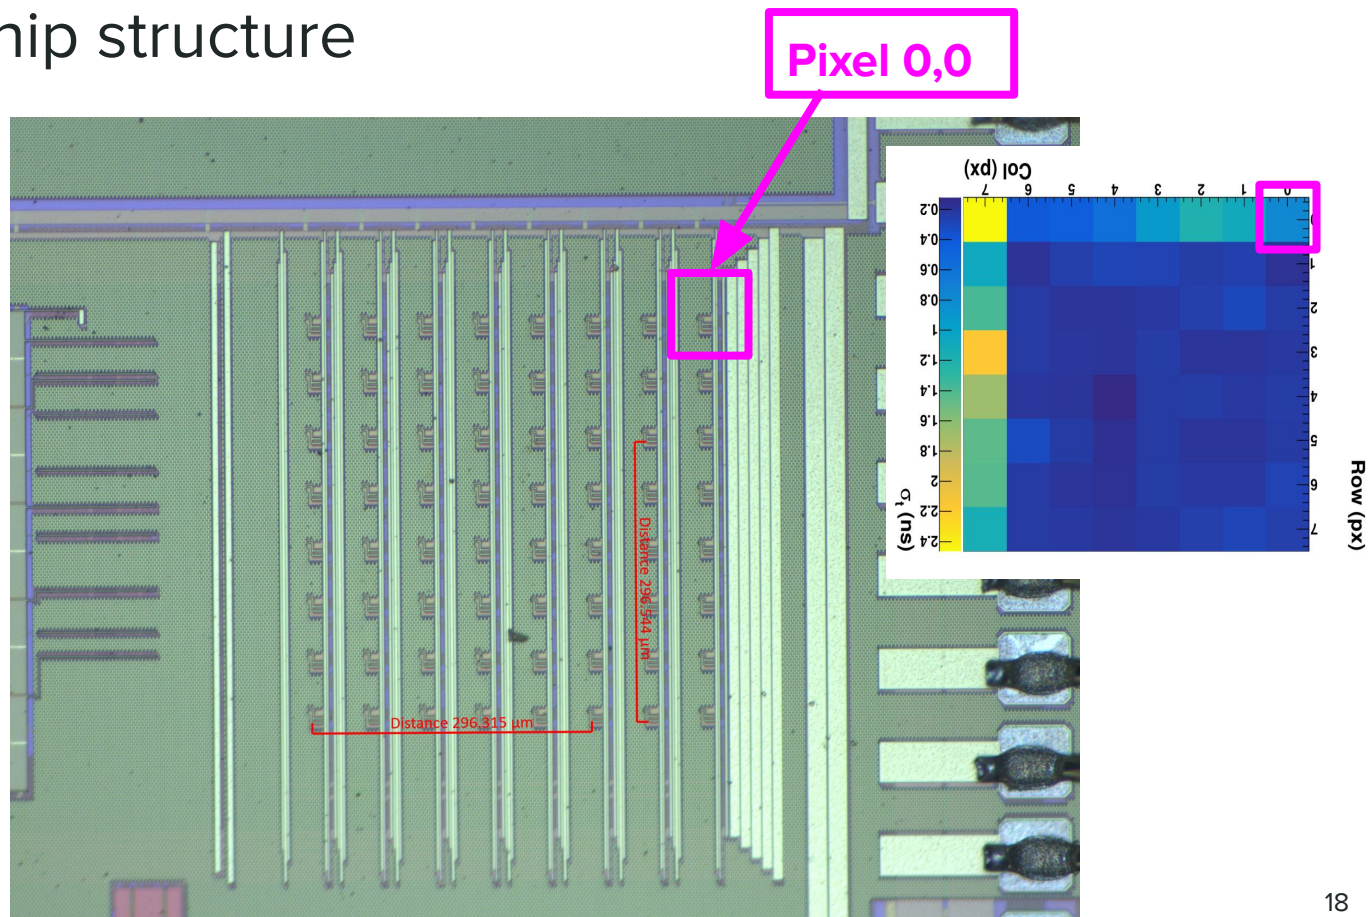 hip structure
Pixel 0,0
Col (px)
7 6 5 4 3 2 1 0
0
1
2
3
4
5
6
7
Row (px)
0.2
0.4
0.6
0.8
1
1.2
1.4
1.6
1.8
2
2.2
2.4
σt (ns)
Distance 296.544 µm
Distance 296.315 µm
18